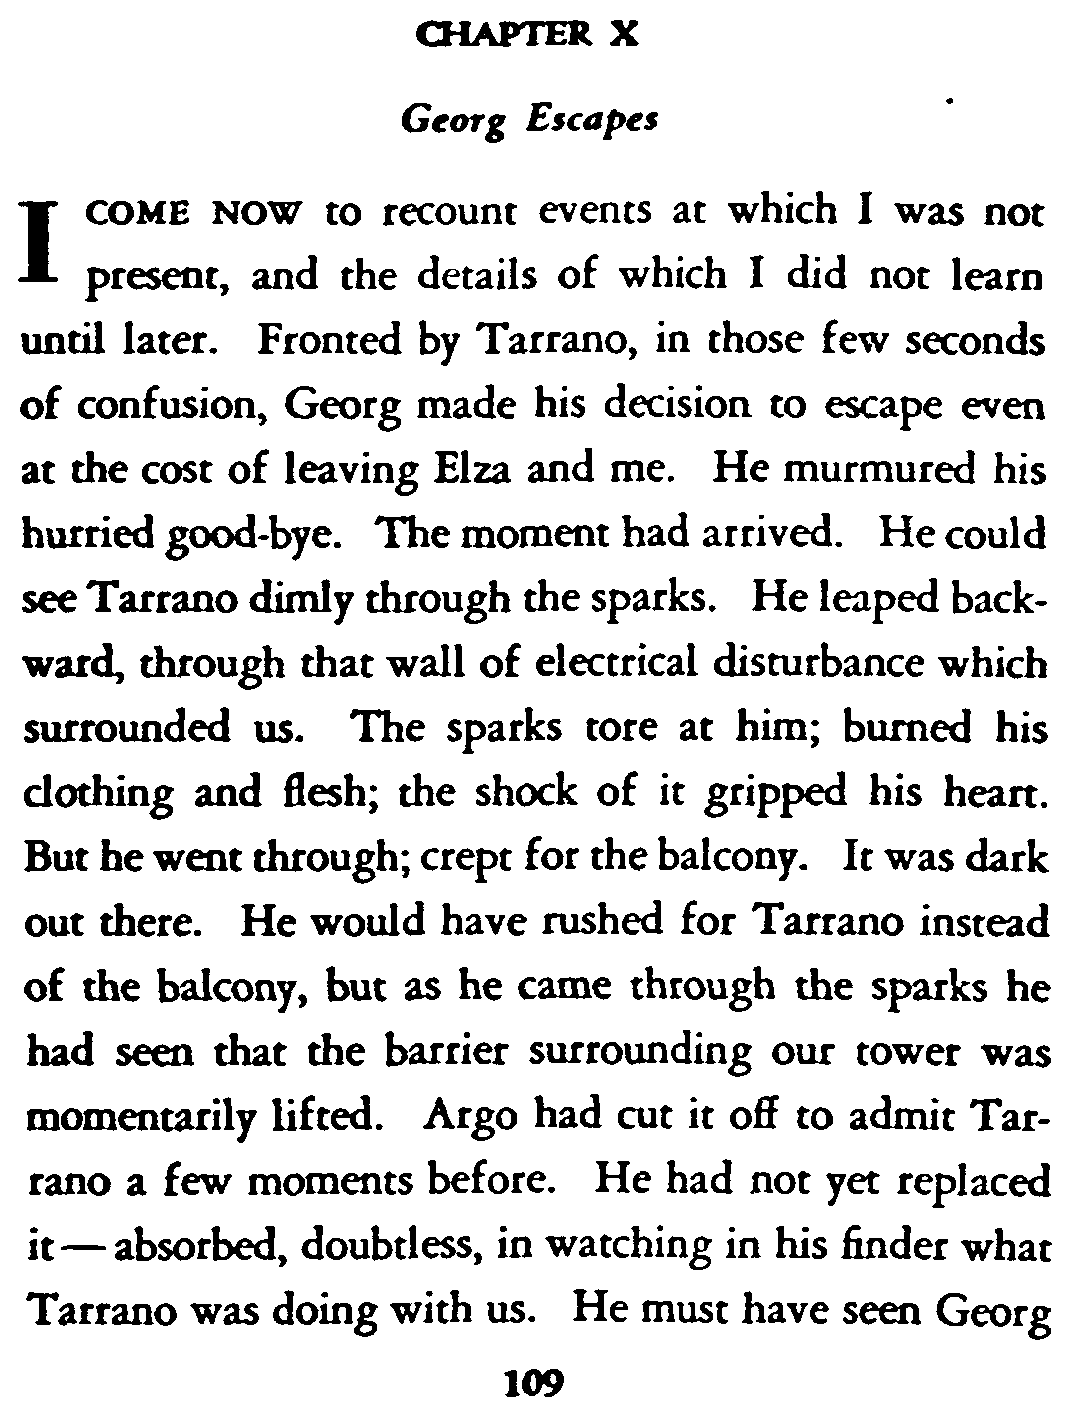 CHAPTER X
Georg Escapes
I COME NOW to recount events at which I was not
present, and the details of which I did not learn
until later. Fronted by Tarrano, in those few seconds
of confusion, Georg made his decision to escape even
at the cost of leaving Elza and me. He murmured his
hurried good-bye. The moment had arrived. He could
see Tarrano dimly through the sparks. He leaped back-
ward, through that wall of electrical disturbance which
surrounded us. The sparks tore at him; burned his
clothing and flesh; the shock of it gripped his heart.
But he went through; crept for the balcony. It was dark
out there. He would have rushed for Tarrano instead
of the balcony, but as he came through the sparks he
had seen that the barrier surrounding our tower was
momentarily lifted. Argo had cut it off to admit Tar-
rano a few moments before. He had not yet replaced
it — absorbed, doubtless, in watching in his finder what
Tarrano was doing with us. He must have seen Georg
109